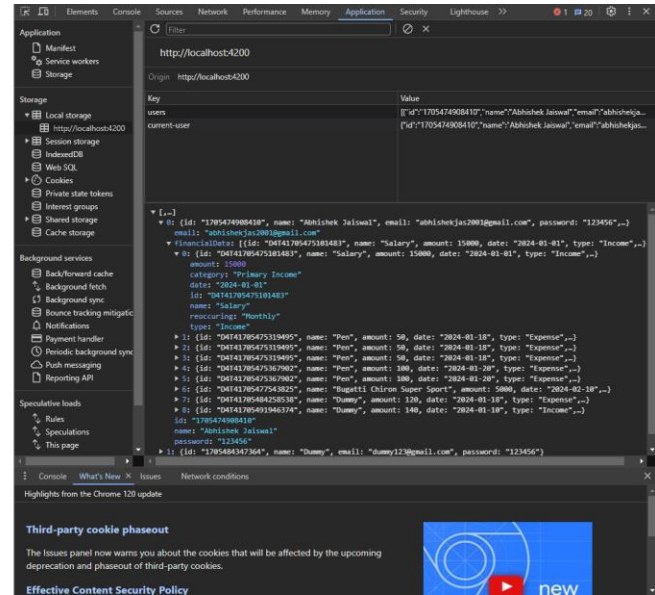 Elements Console Sources Network Performance Memory Application Security Lighthouse 1 20
Application
Manifest
Service workers
Storage
Storage
Local storage
http://localhost:4200
Session storage
IndexedDB
Web SQL
Cookies
Private state tokens
Interest groups
Shared storage
Cache storage
Background services
Back/forward cache
Background fetch
Background sync
Bounce tracking mitigatic
Notifications
Payment handler
Periodic background sync
Push messaging
Reporting API
Speculative loads
Rules
Speculations
This page
Filter
http://localhost:4200
Origin http://localhost:4200
Key Value
users [{"id":"1705474908410","name":"Abhishek Jaiswal","email":"abhishekja...
current-user {"id":"1705474908410","name":"Abhishek Jaiswal","email":"abhishekjas...
[,…]
0: {id: "1705474908410", name: "Abhishek Jaiswal", email: "abhishekjas2001@gmail.com", password: "123456",…}
email: "abhishekjas2001@gmail.com"
financialData: [{id: "D4T41705475101483", name: "Salary", amount: 15000, date: "2024-01-01", type: "Income",…}
0: {id: "D4T41705475101483", name: "Salary", amount: 15000, date: "2024-01-01", type: "Income",…}
amount: 15000
category: "Primary Income"
date: "2024-01-01"
id: "D4T41705475101483"
name: "Salary"
reoccuring: "Monthly"
type: "Income"
1: {id: "D4T41705475319495", name: "Pen", amount: 50, date: "2024-01-18", type: "Expense",…}
2: {id: "D4T41705475319495", name: "Pen", amount: 50, date: "2024-01-18", type: "Expense",…}
3: {id: "D4T41705475319495", name: "Pen", amount: 50, date: "2024-01-18", type: "Expense",…}
4: {id: "D4T41705475367902", name: "Pen", amount: 100, date: "2024-01-20", type: "Expense",…}
5: {id: "D4T41705475367902", name: "Pen", amount: 100, date: "2024-01-20", type: "Expense",…}
6: {id: "D4T41705477543825", name: "Bugatti Chiron Super Sport", amount: 5000, date: "2024-02-10",…}
7: {id: "D4T41705484258538", name: "Dummy", amount: 120, date: "2024-01-18", type: "Expense",…}
8: {id: "D4T41705491946374", name: "Dummy", amount: 140, date: "2024-01-10", type: "Income",…}
id: "1705474908410"
name: "Abhishek Jaiswal"
password: "123456"
1: {id: "1705484347364", name: "Dummy", email: "dummy123@gmail.com", password: "123456"}
Console What's New Issues Network conditions
Highlights from the Chrome 120 update
Third-party cookie phaseout
The Issues panel now warns you about the cookies that will be affected by the upcoming
deprecation and phaseout of third-party cookies.
Effective Content Security Policy
new